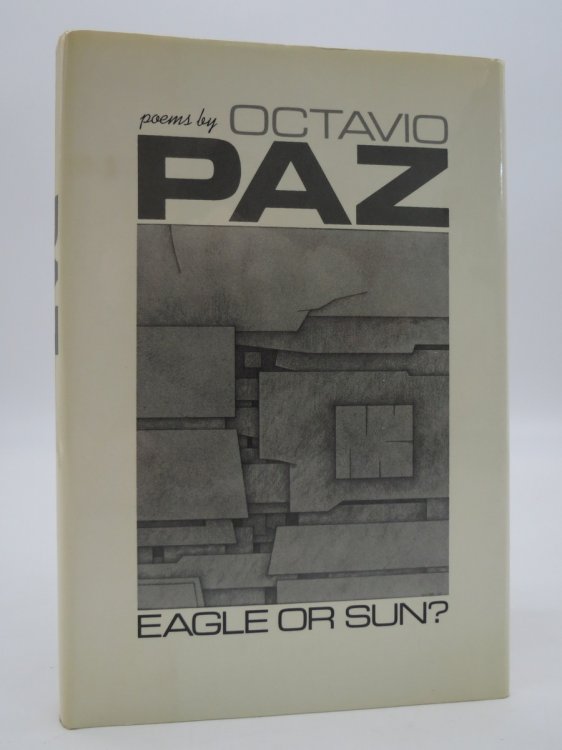 poems by OCTAVIO
PAZ
EAGLE OR SUN?